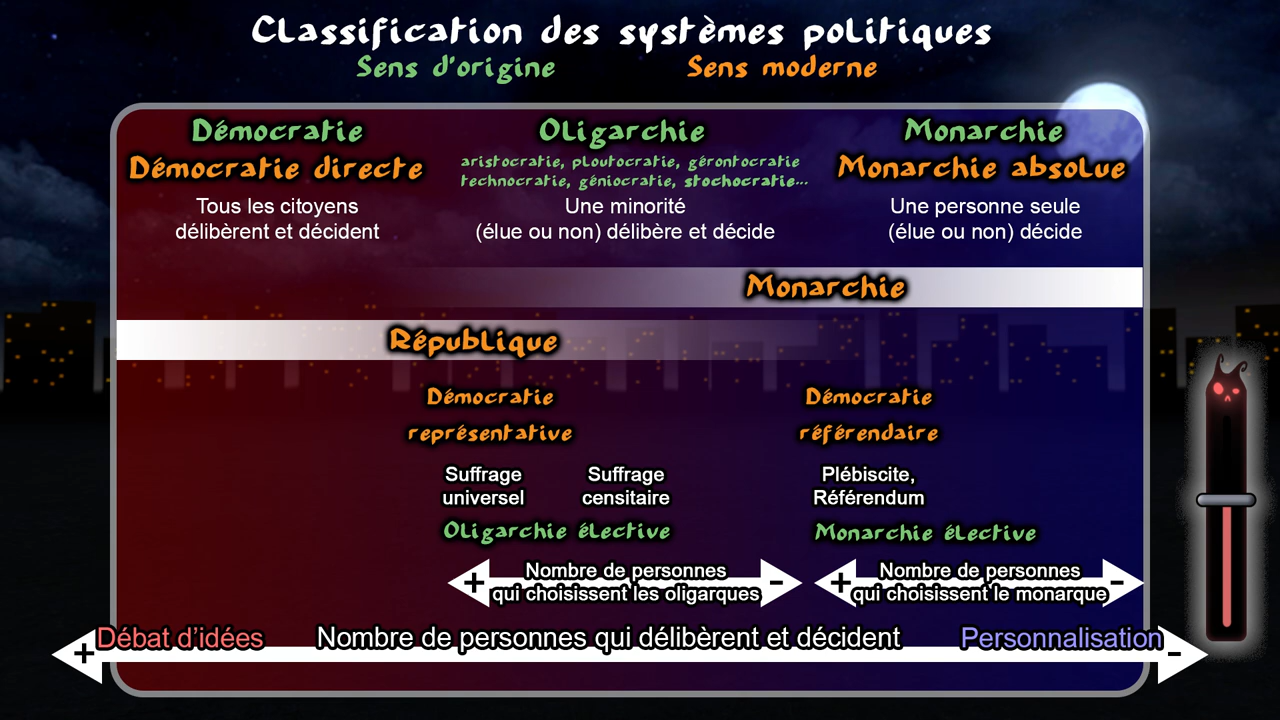 Classification des systèmes politiques
Sens d'origine
Sens moderne
Démocratie
Démocratie directe
Tous les citoyens
délibèrent et décident
Oligarchie
aristocratie, ploutocratie, gérontocratie
technocratie, géniocratie, stochocratie...
Une minorité
(élue ou non) délibère et décide
Monarchie
Monarchie absolue
Une personne seule
(élue ou non) décide
Monarchie
République
Démocratie
représentative
Suffrage
universel
Suffrage
censitaire
Oligarchie élective
Démocratie
référendaire
Plébiscite,
Référendum
Monarchie élective
+ Nombre de personnes -
qui choisissent les oligarques
+ Nombre de personnes -
qui choisissent le monarque
Débat d'idées
Nombre de personnes qui délibèrent et décident
Personnalisation
+ -